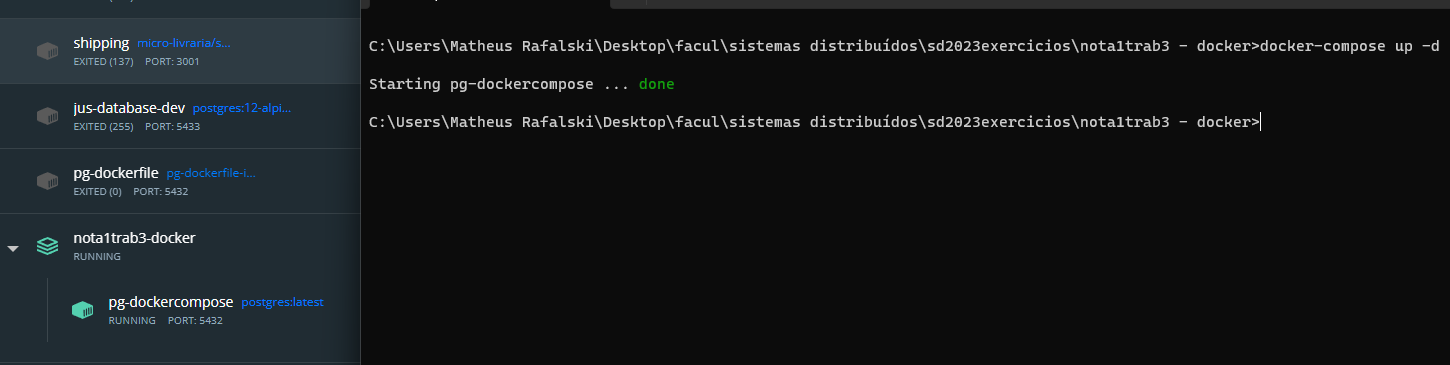 shipping micro-livraria/s...
EXITED (137) PORT: 3001
jus-database-dev postgres:12-alpi...
EXITED (255) PORT: 5433
pg-dockerfile pg-dockerfile-i...
EXITED (0) PORT: 5432
nota1trab3-docker
RUNNING
pg-dockercompose postgres:latest
RUNNING PORT: 5432
C:\Users\Matheus Rafalski\Desktop\facul\sistemas distribuídos\sd2023exercicios\nota1trab3 - docker>docker-compose up -d
Starting pg-dockercompose ... done
C:\Users\Matheus Rafalski\Desktop\facul\sistemas distribuídos\sd2023exercicios\nota1trab3 - docker>